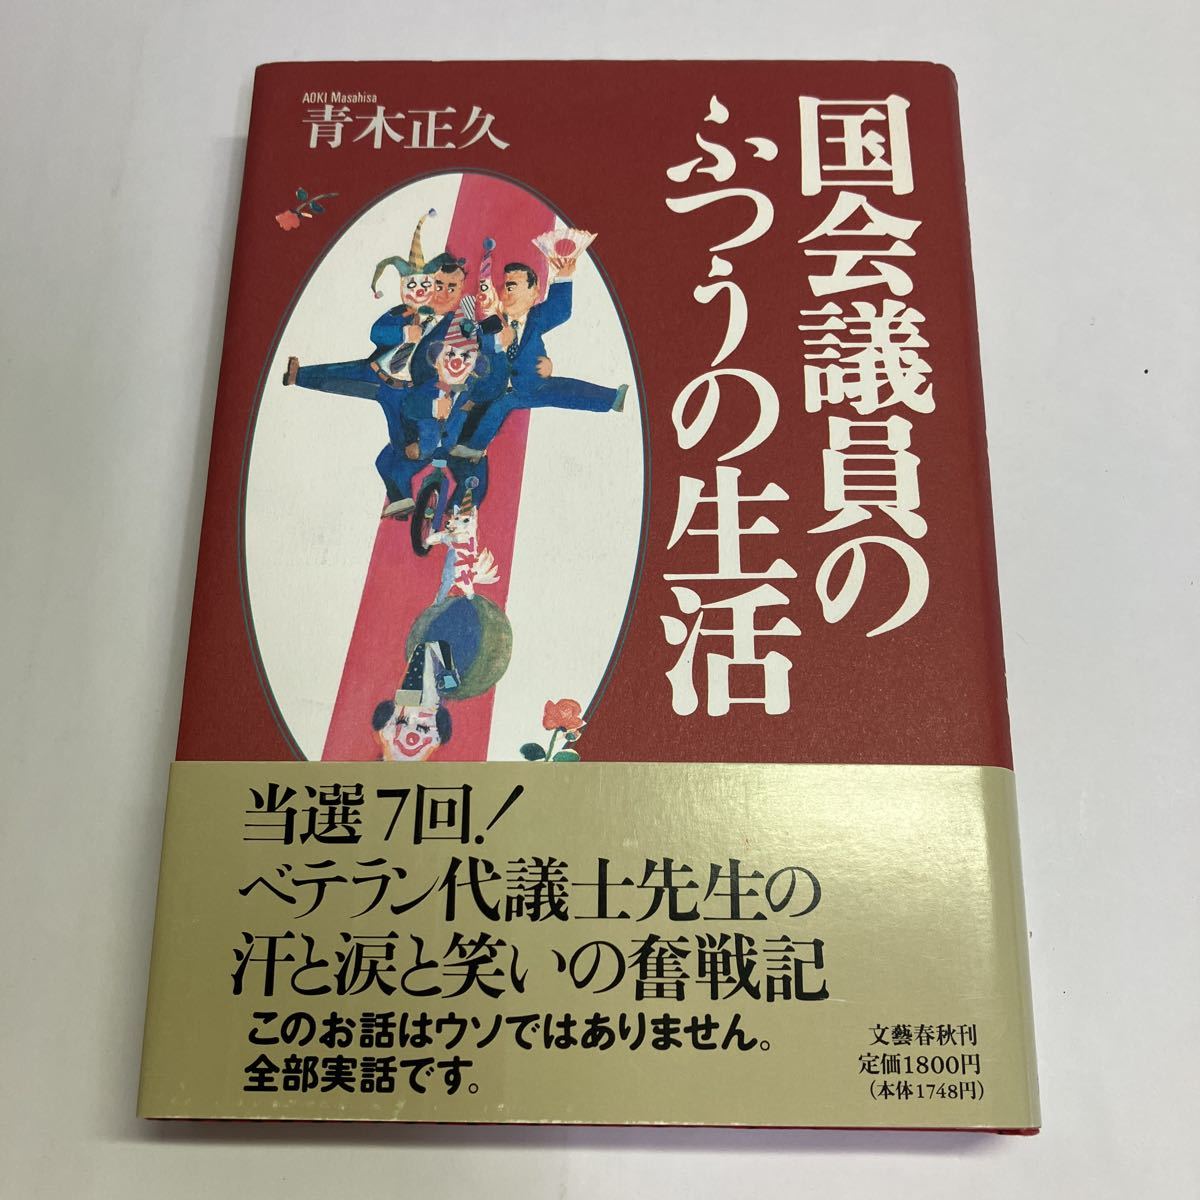 国会議員の
ふつうの生活
AOKI Masahisa
青木正久
アオキ
当選7回!
ベテラン代議士先生の
汗と涙と笑いの奮戦記
このお話はウソではありません。
全部実話です。
文藝春秋刊
定価1800円
(本体1748円)